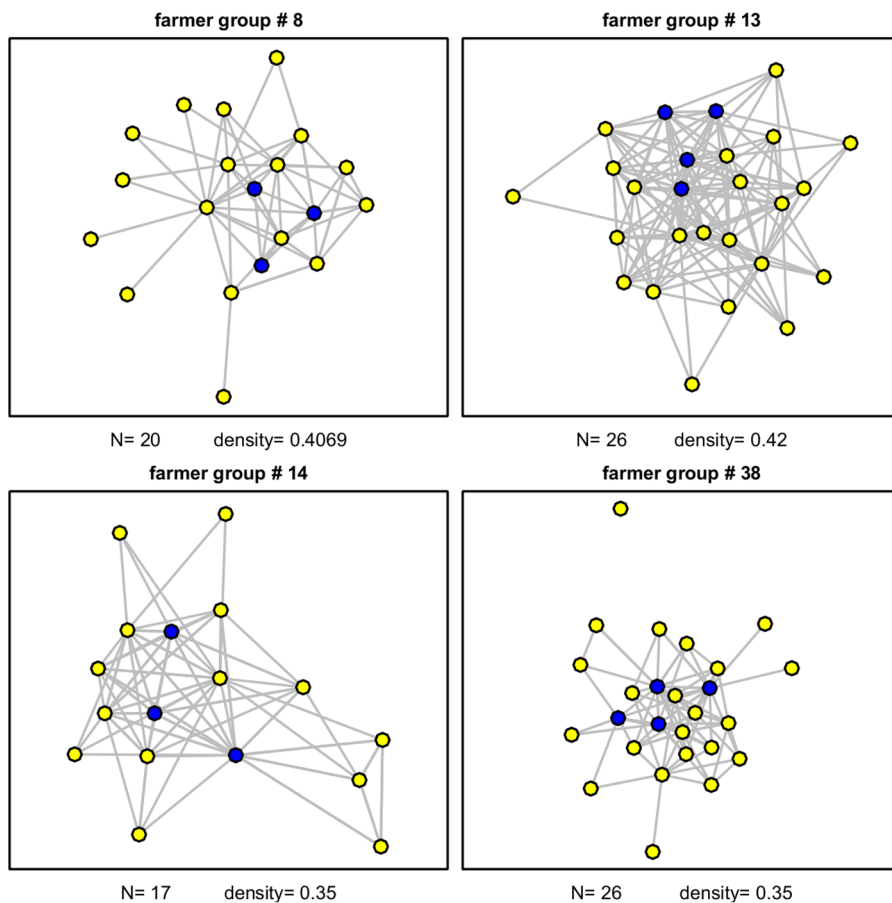 farmer group # 8
farmer group # 13
N= 20 density= 0.4069
N= 26 density= 0.42
farmer group # 14
farmer group # 38
N= 17 density= 0.35
N= 26 density= 0.35